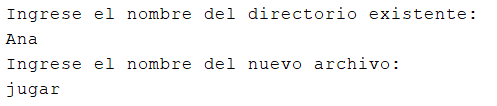 Ingrese el nombre del directorio existente:
Ana
Ingrese el nombre del nuevo archivo:
jugar